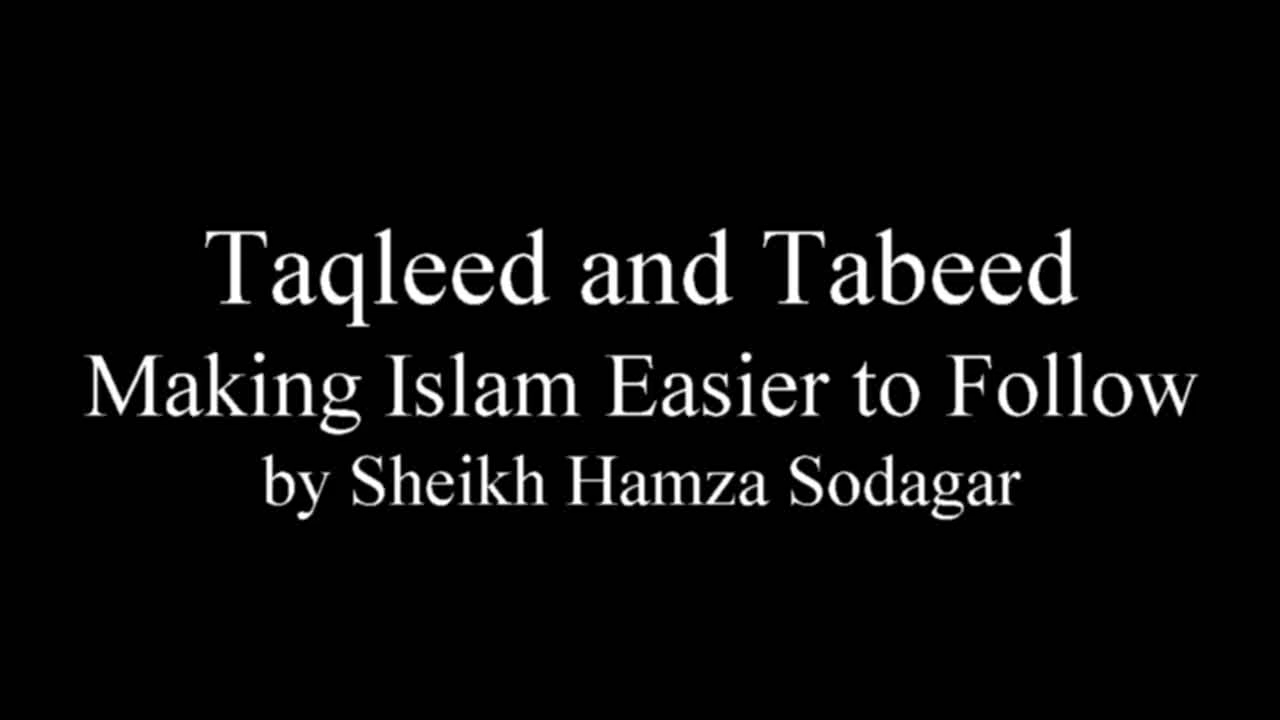 Taqleed and Tabeed
Making Islam Easier to Follow
by Sheikh Hamza Sodagar